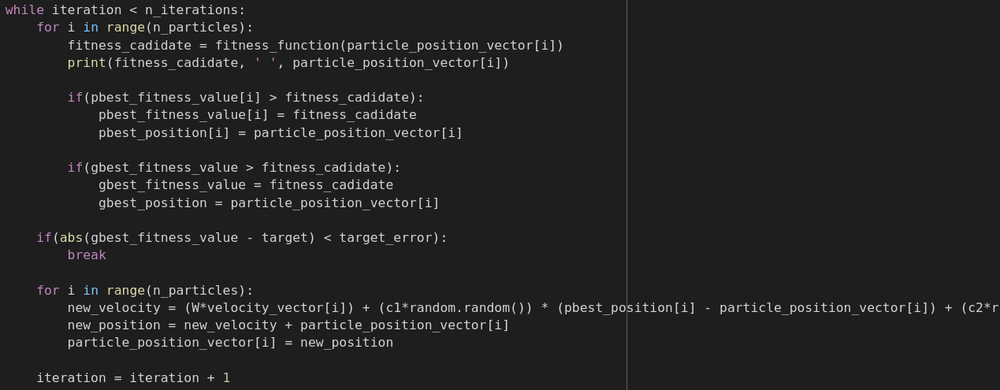 while iteration < n_iterations:
    for i in range(n_particles):
        fitness_cadidate = fitness_function(particle_position_vector[i])
        print(fitness_cadidate, ' ', particle_position_vector[i])

        if(pbest_fitness_value[i] > fitness_cadidate):
            pbest_fitness_value[i] = fitness_cadidate
            pbest_position[i] = particle_position_vector[i]

        if(gbest_fitness_value > fitness_cadidate):
            gbest_fitness_value = fitness_cadidate
            gbest_position = particle_position_vector[i]

    if(abs(gbest_fitness_value - target) < target_error):
        break

    for i in range(n_particles):
        new_velocity = (W*velocity_vector[i]) + (c1*random.random()) * (pbest_position[i] - particle_position_vector[i]) + (c2*r
        new_position = new_velocity + particle_position_vector[i]
        particle_position_vector[i] = new_position

    iteration = iteration + 1